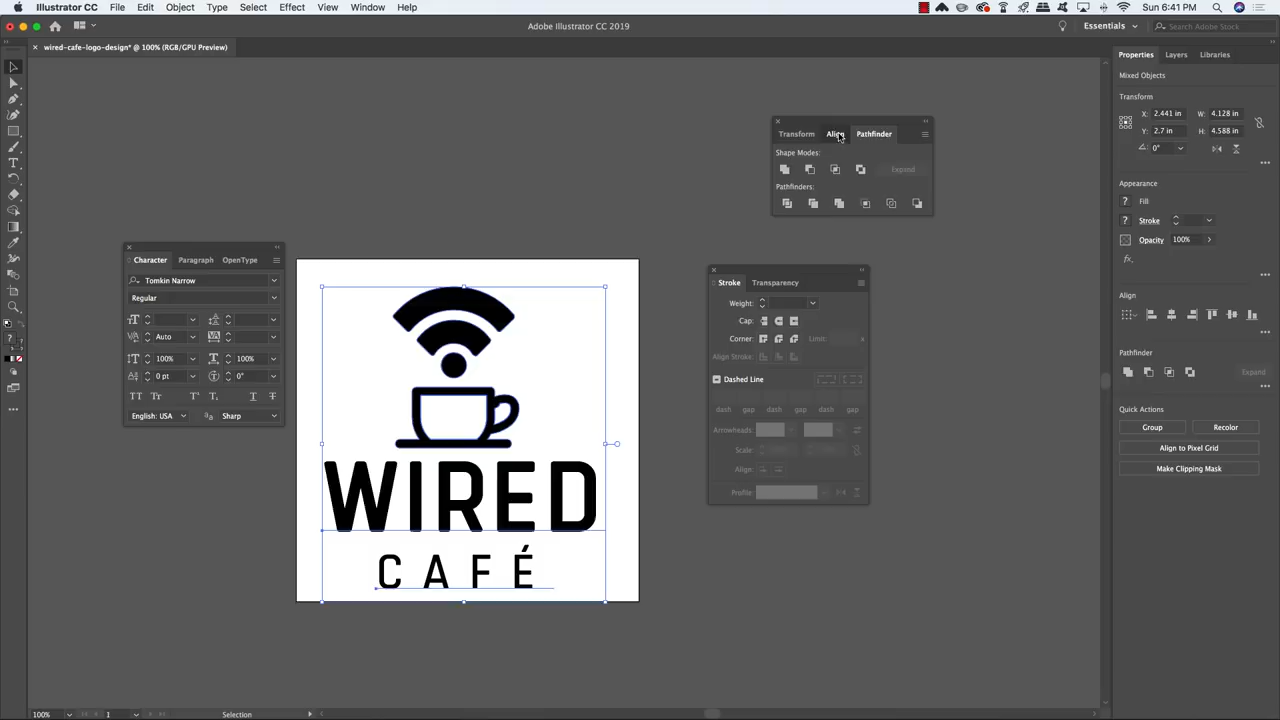 Illustrator CC File Edit Object Type Select Effect View Window Help
Sun 6:41 PM
Adobe Illustrator CC 2019
Essentials
Search Adobe Stock
× wired-cafe-logo-design* @ 100% (RGB/GPU Preview)
Properties Layers Libraries
Mixed Objects
Transform
X: 2.441 in W: 4.128 in
Y: 2.7 in H: 4.588 in
0°
Appearance
? Fill
? Stroke
Opacity 100%
fx.
Align
Pathfinder
Expand
Quick Actions
Group Recolor
Align to Pixel Grid
Make Clipping Mask
Transform Align Pathfinder
Shape Modes:
Expand
Pathfinders:
Character Paragraph OpenType
Tomkin Narrow
Regular
Auto
100% 100%
0 pt 0°
English: USA Sharp
WIRED
CAFÉ
Stroke Transparency
Weight:
Cap:
Corner: Limit: x
Align Stroke:
Dashed Line
dash gap dash gap dash gap
Arrowheads:
Scale:
Align:
Profile:
100% 1 Selection